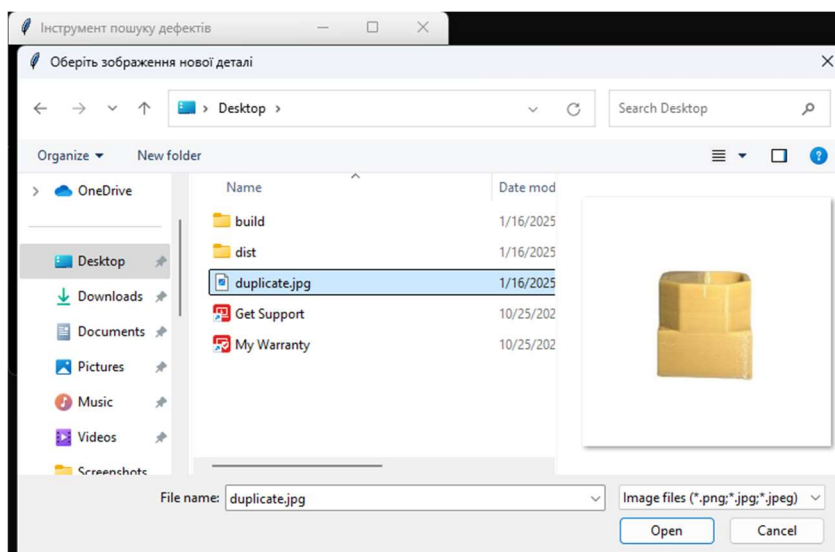 Інструмент пошуку дефектів
Оберіть зображення нової деталі
Desktop
Search Desktop
Organize
New folder
OneDrive
Desktop
Downloads
Documents
Pictures
Music
Videos
Screenshots
Name
Date mod
build
1/16/2025
dist
1/16/2025
duplicate.jpg
1/16/2025
Get Support
10/25/202
My Warranty
10/25/202
File name:
duplicate.jpg
Image files (*.png;*.jpg;*.jpeg)
Open
Cancel